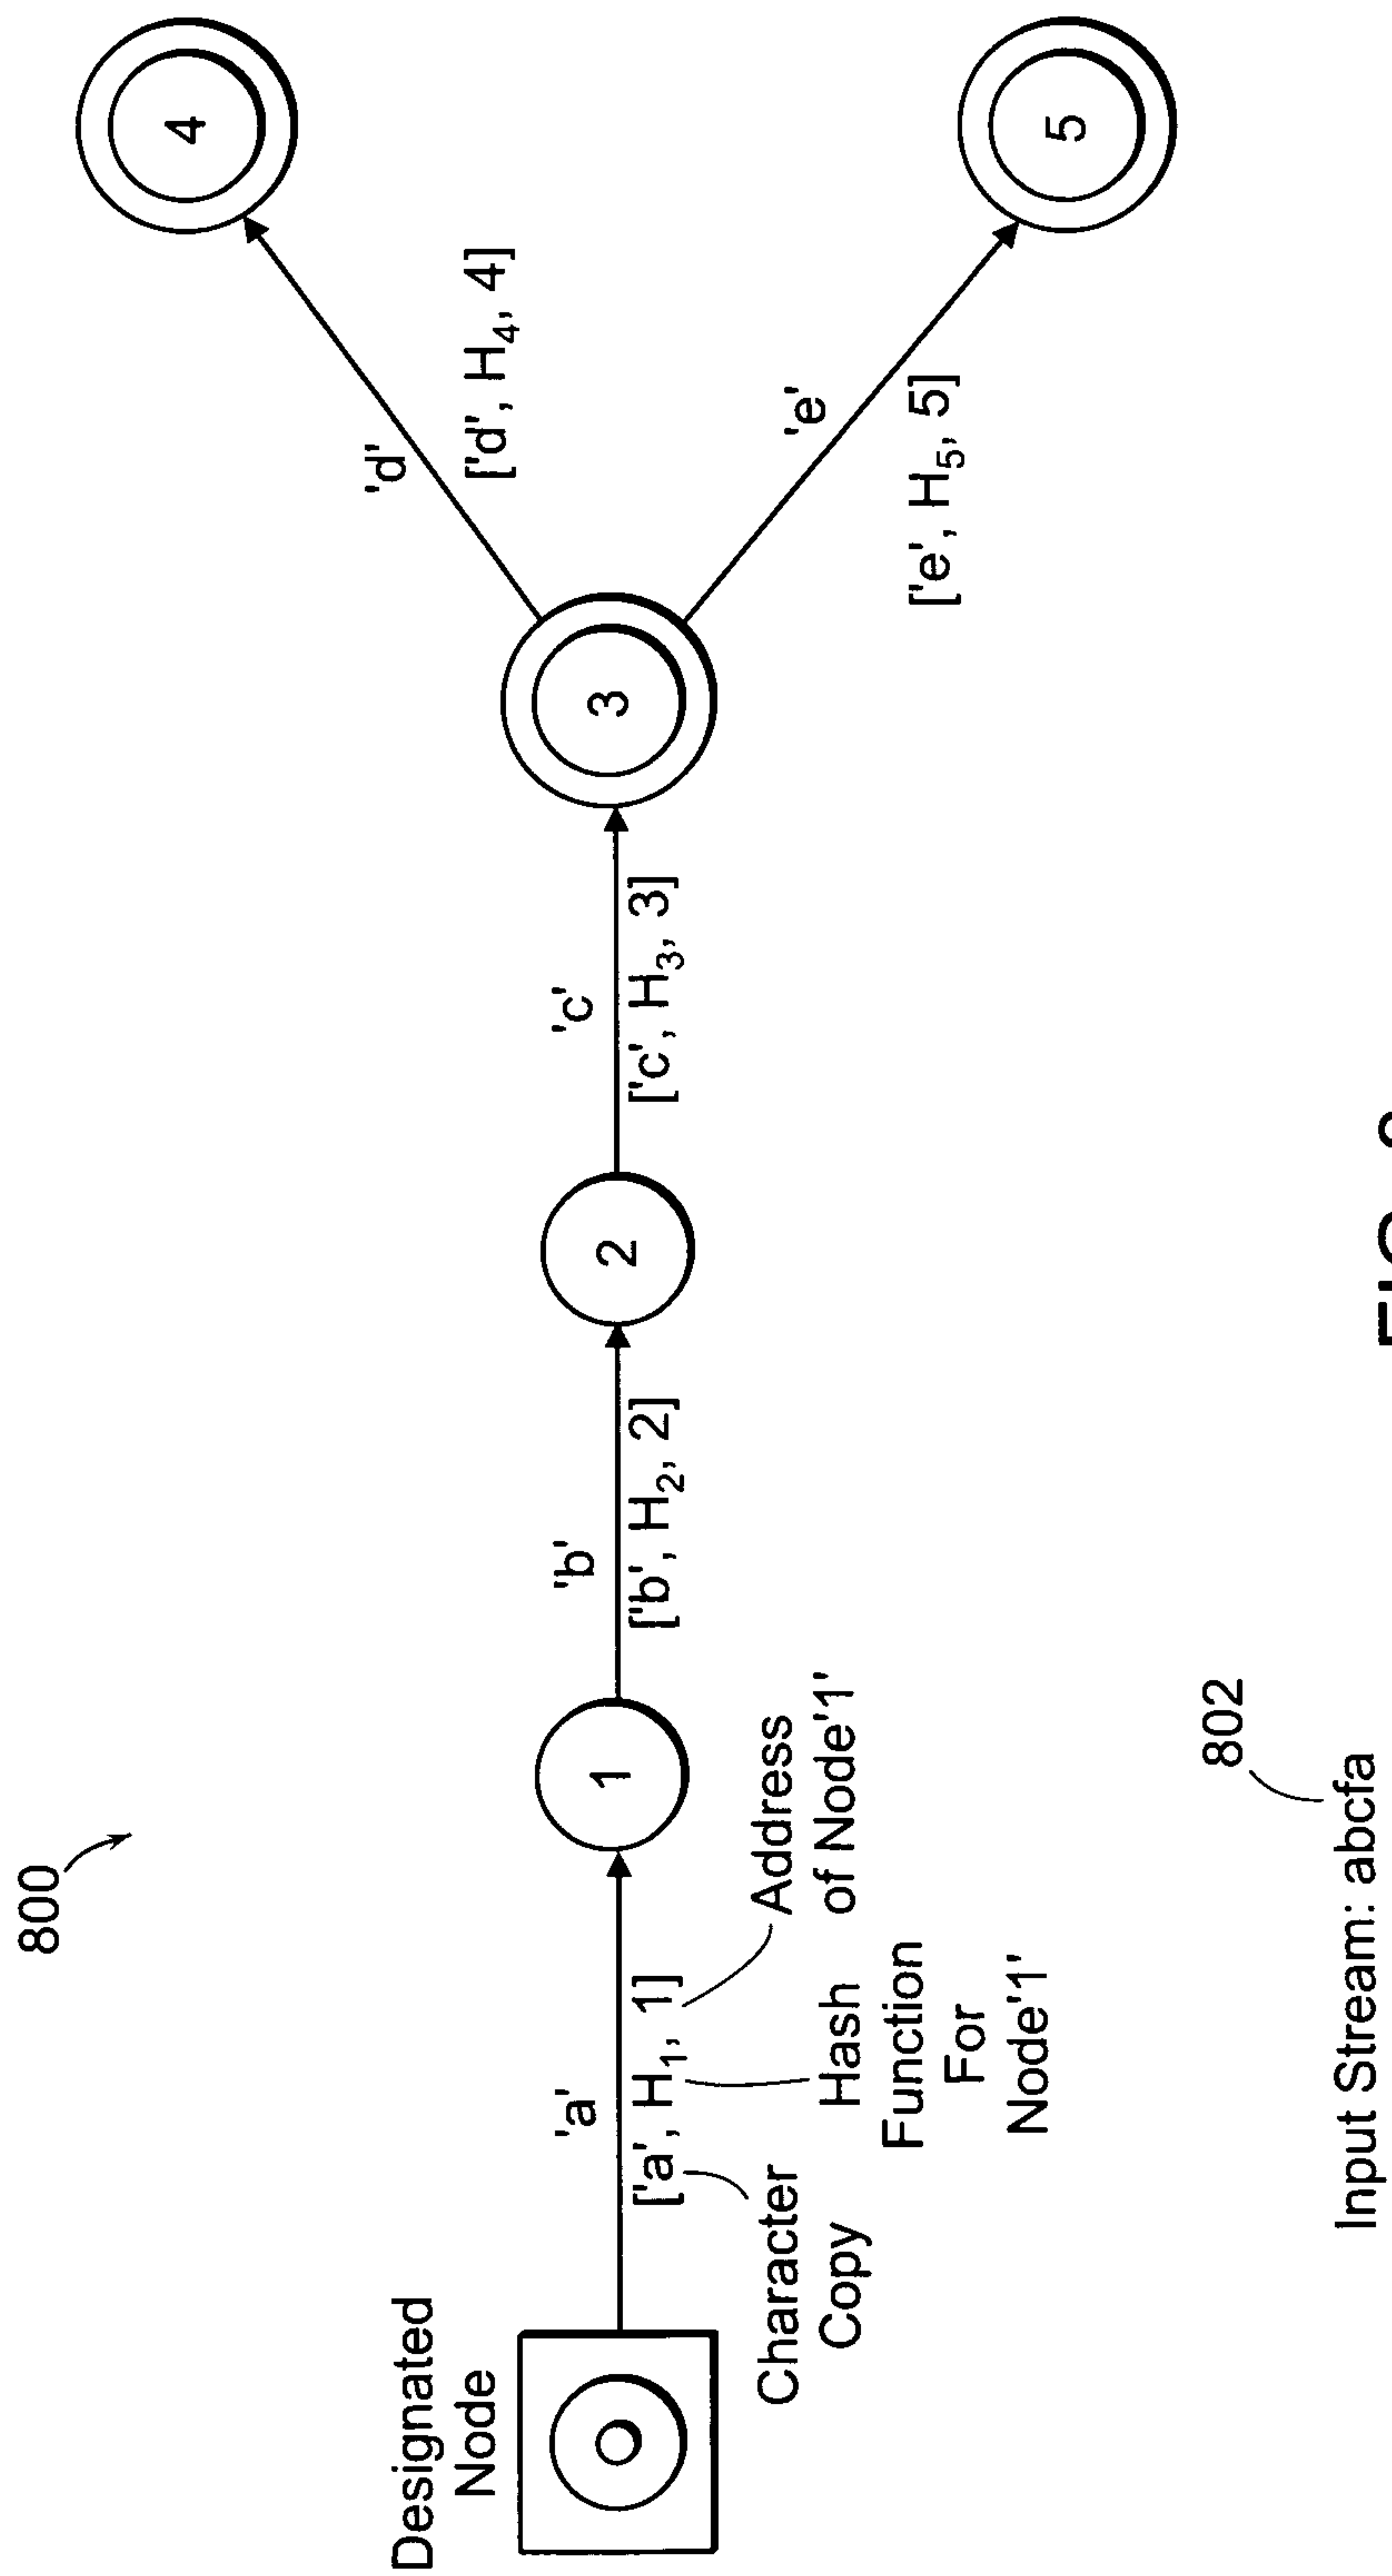 800
Designated
Node
0
'a'
['a', H₁, 1]
Character
Copy
Hash
Function
For
Node'1'
Address
of Node'1'
1
'b'
['b', H₂, 2]
2
'c'
['c', H₃, 3]
3
'd'
['d', H₄, 4]
4
'e'
['e', H₅, 5]
5
802
Input Stream: abcfa